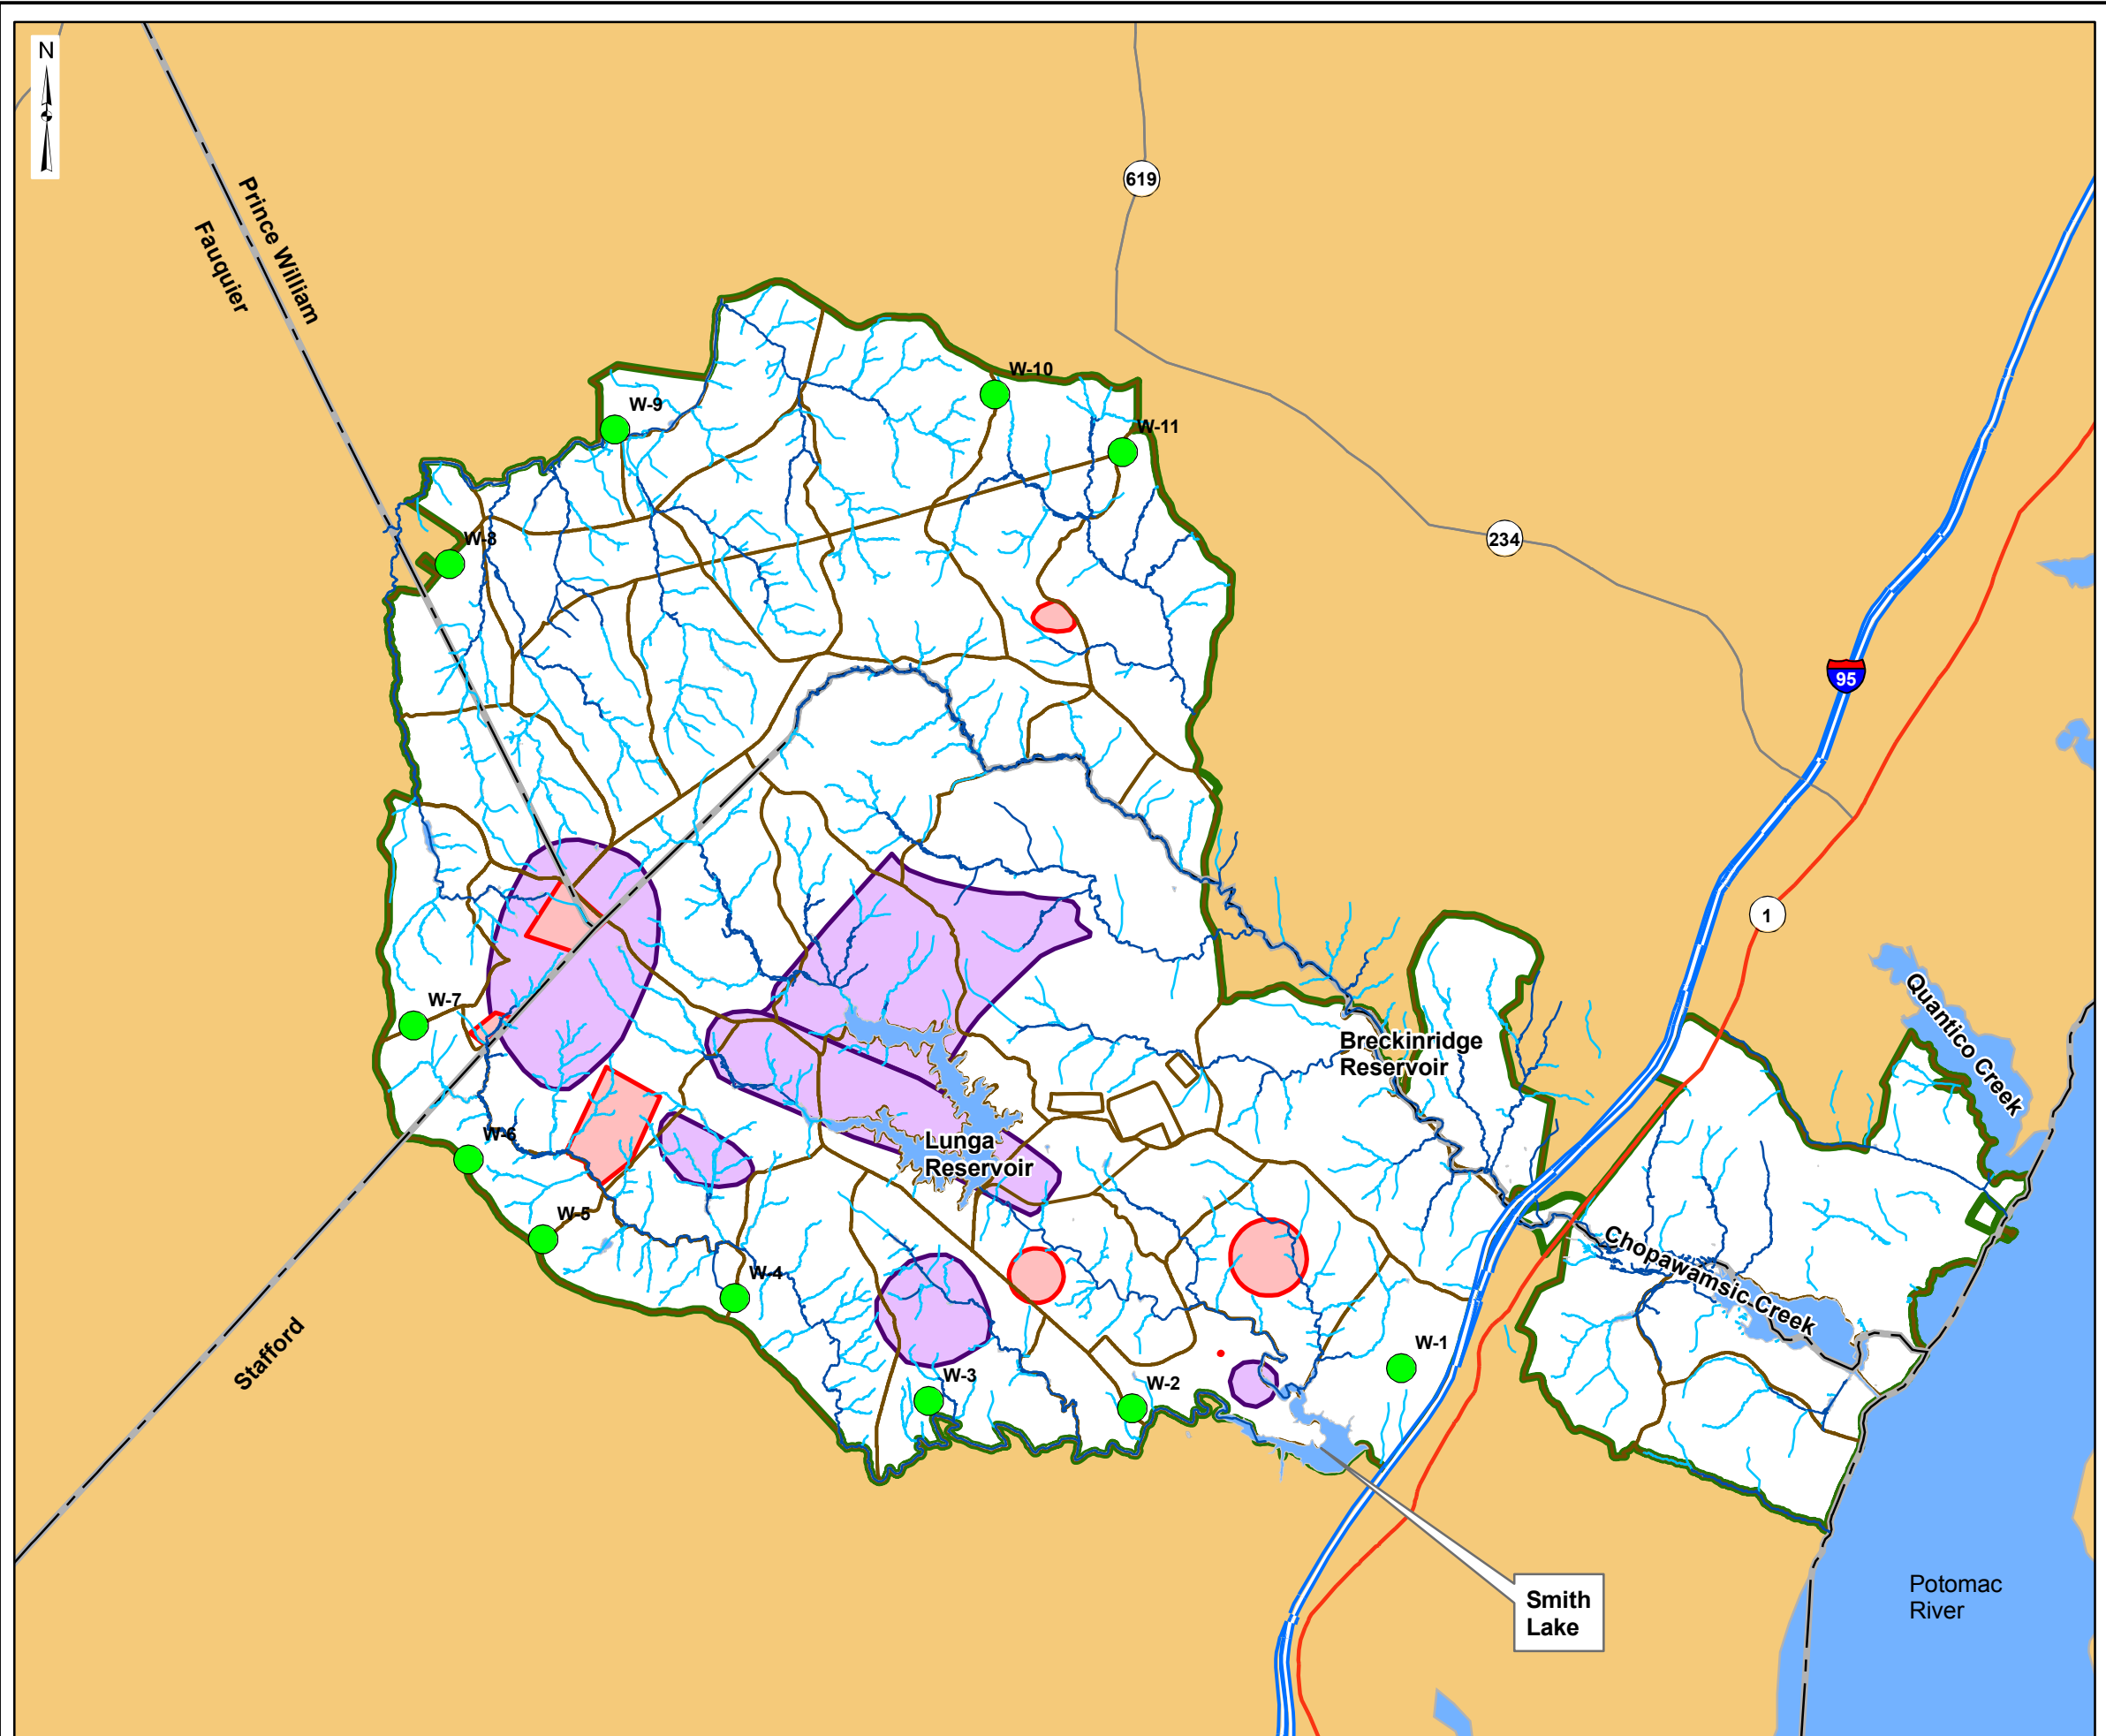 N
619
Prince William
Fauquier
W-10
W-9
W-11
W-8
234
95
1
Quantico Creek
W-7
Breckinridge
Reservoir
W-6
Lunga
Reservoir
W-5
Chopawamsic Creek
W-4
Stafford
W-1
W-3
W-2
Potomac
River
Smith
Lake